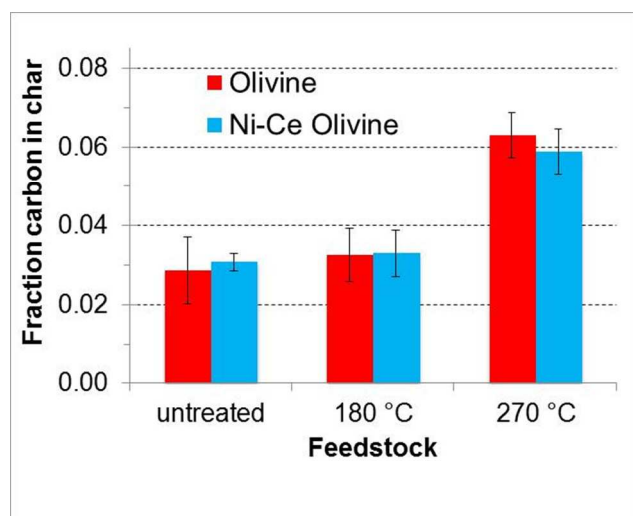 Fraction carbon in char
0.08
0.06
0.04
0.02
0.00
Olivine
Ni-Ce Olivine
untreated
180 °C
270 °C
Feedstock